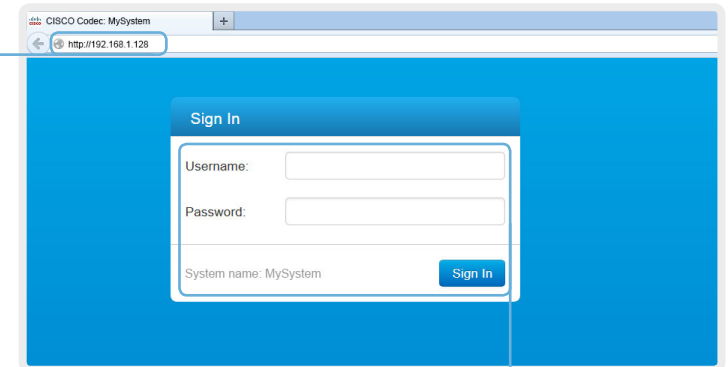 CISCO Codec: MySystem
+
http://192.168.1.128
Sign In
Username:
Password:
System name: MySystem
Sign In